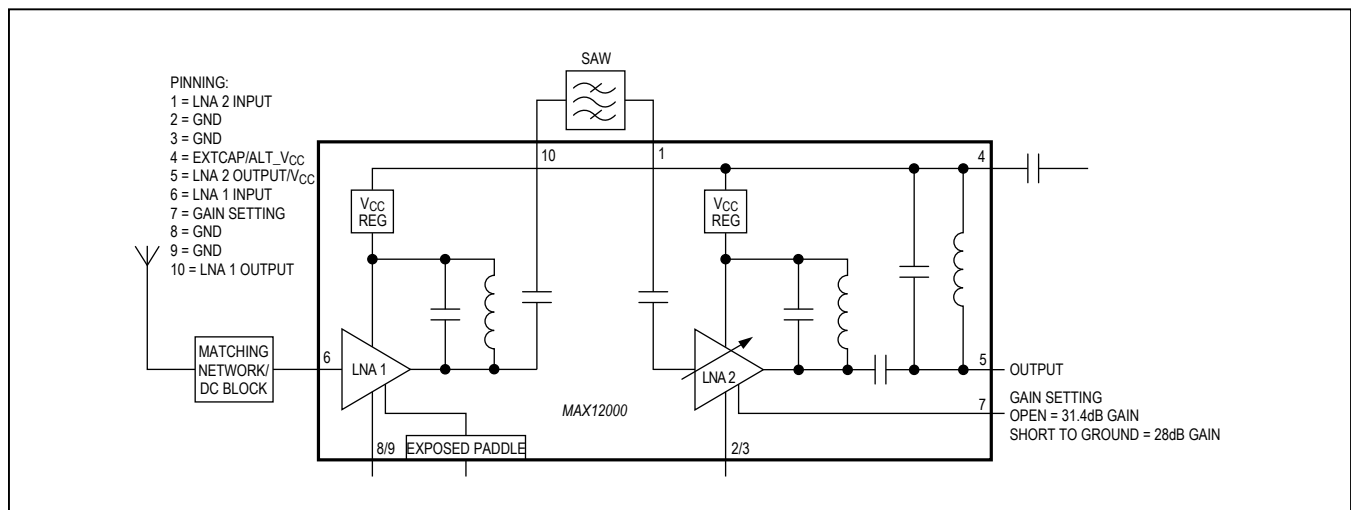 SAW
PINNING:
1 = LNA 2 INPUT
2 = GND
3 = GND
4 = EXTCAP/ALT_VCC
5 = LNA 2 OUTPUT/VCC
6 = LNA 1 INPUT
7 = GAIN SETTING
8 = GND
9 = GND
10 = LNA 1 OUTPUT
10
1
4
VCC
REG
VCC
REG
MATCHING
NETWORK/
DC BLOCK
6
LNA 1
LNA 2
5
OUTPUT
7
GAIN SETTING
OPEN = 31.4dB GAIN
SHORT TO GROUND = 28dB GAIN
MAX12000
8/9
EXPOSED PADDLE
2/3